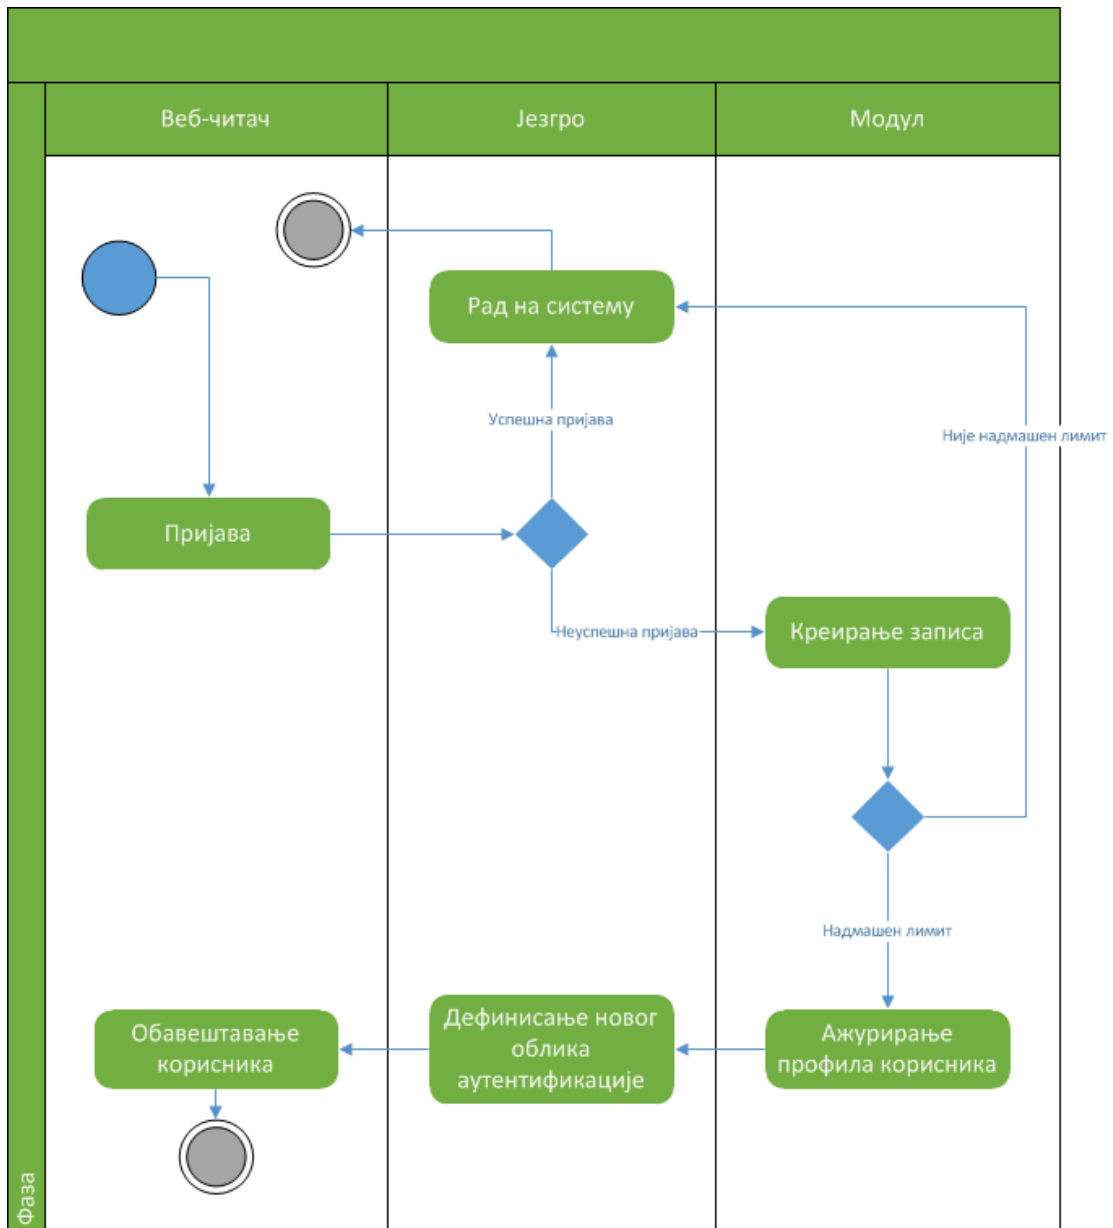 Веб-читач
Језгро
Модул
Рад на систему
Успешна пријава
Није надмашен лимит
Пријава
Неуспешна пријава
Креирање записа
Надмашен лимит
Обавештавање
корисника
Дефинисање новог
облика
аутентификације
Ажурирање
профила корисника
Фаза